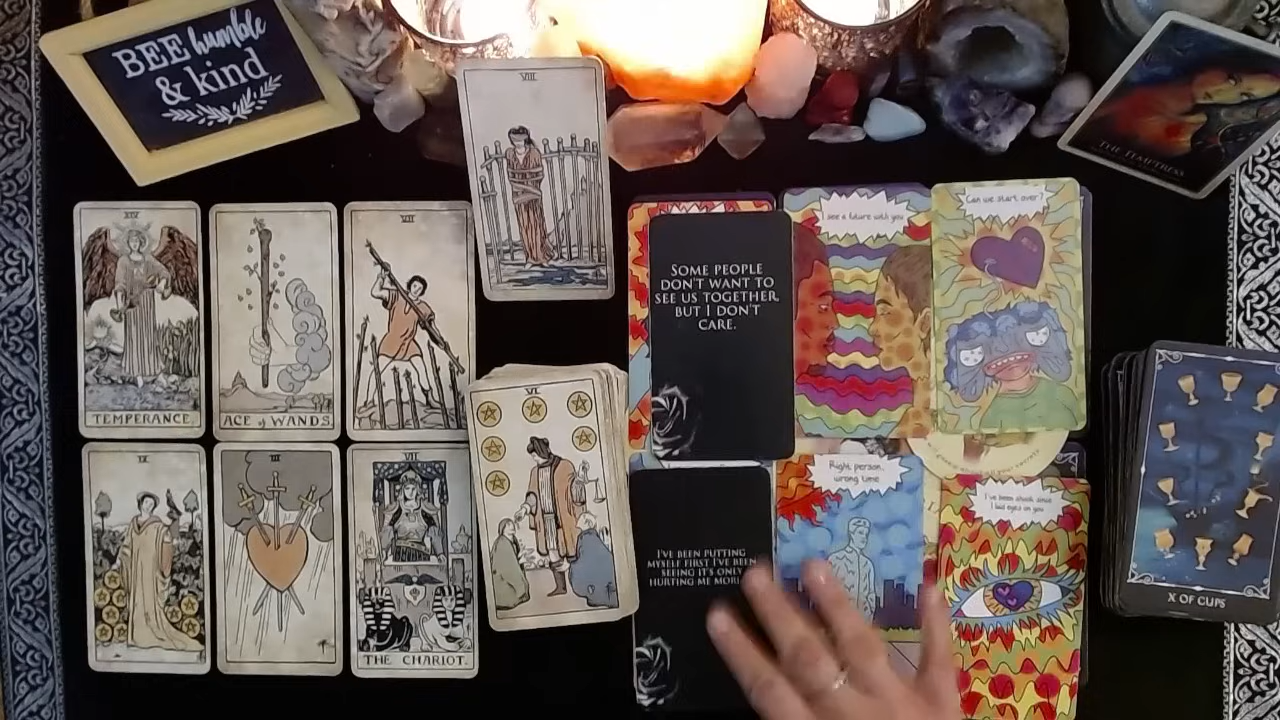 BEE humble
& kind
VIII
THE TEMPTRESS
XIV
TEMPERANCE.
ACE of WANDS.
VII
SOME PEOPLE
DON'T WANT TO
SEE US TOGETHER,
BUT I DON'T
CARE.
see a future with you
Can we start over?
IX
III
VII
THE CHARIOT.
VI
I'VE BEEN PUTTING
MYSELF FIRST I'VE BEEN
SEEING IT'S ONLY
HURTING ME
Right person,
wrong time
I've been shook since
I laid eyes on you
X OF CUPS